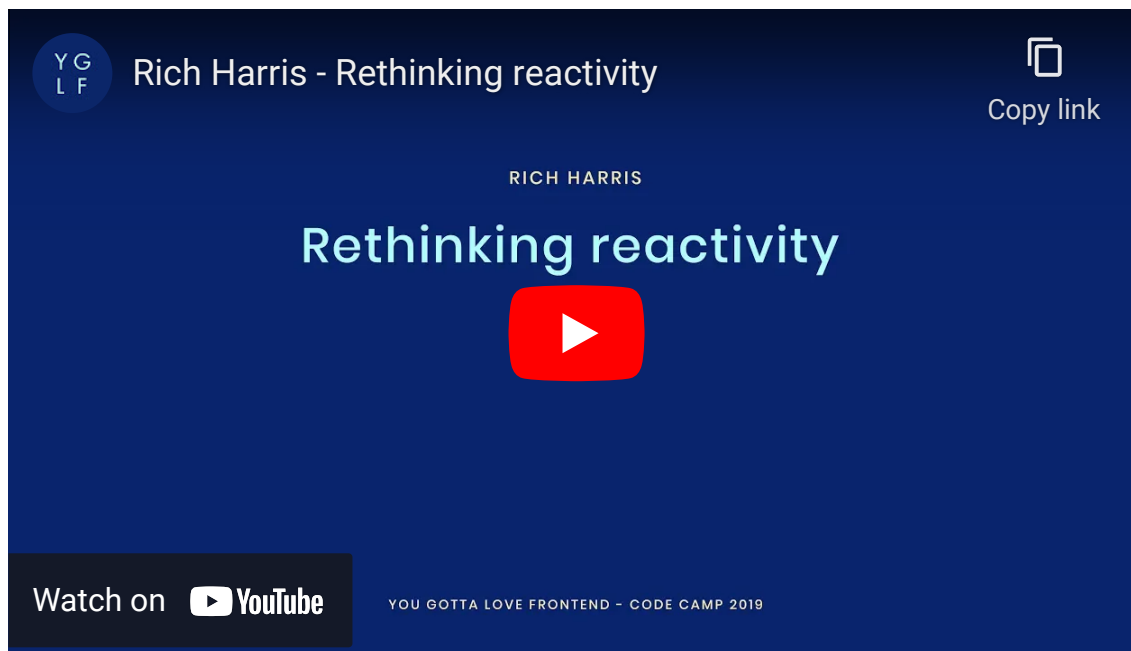 Y G
L F
Rich Harris - Rethinking reactivity
Copy link
RICH HARRIS
Rethinking reactivity
Watch on YouTube
YOU GOTTA LOVE FRONTEND - CODE CAMP 2019